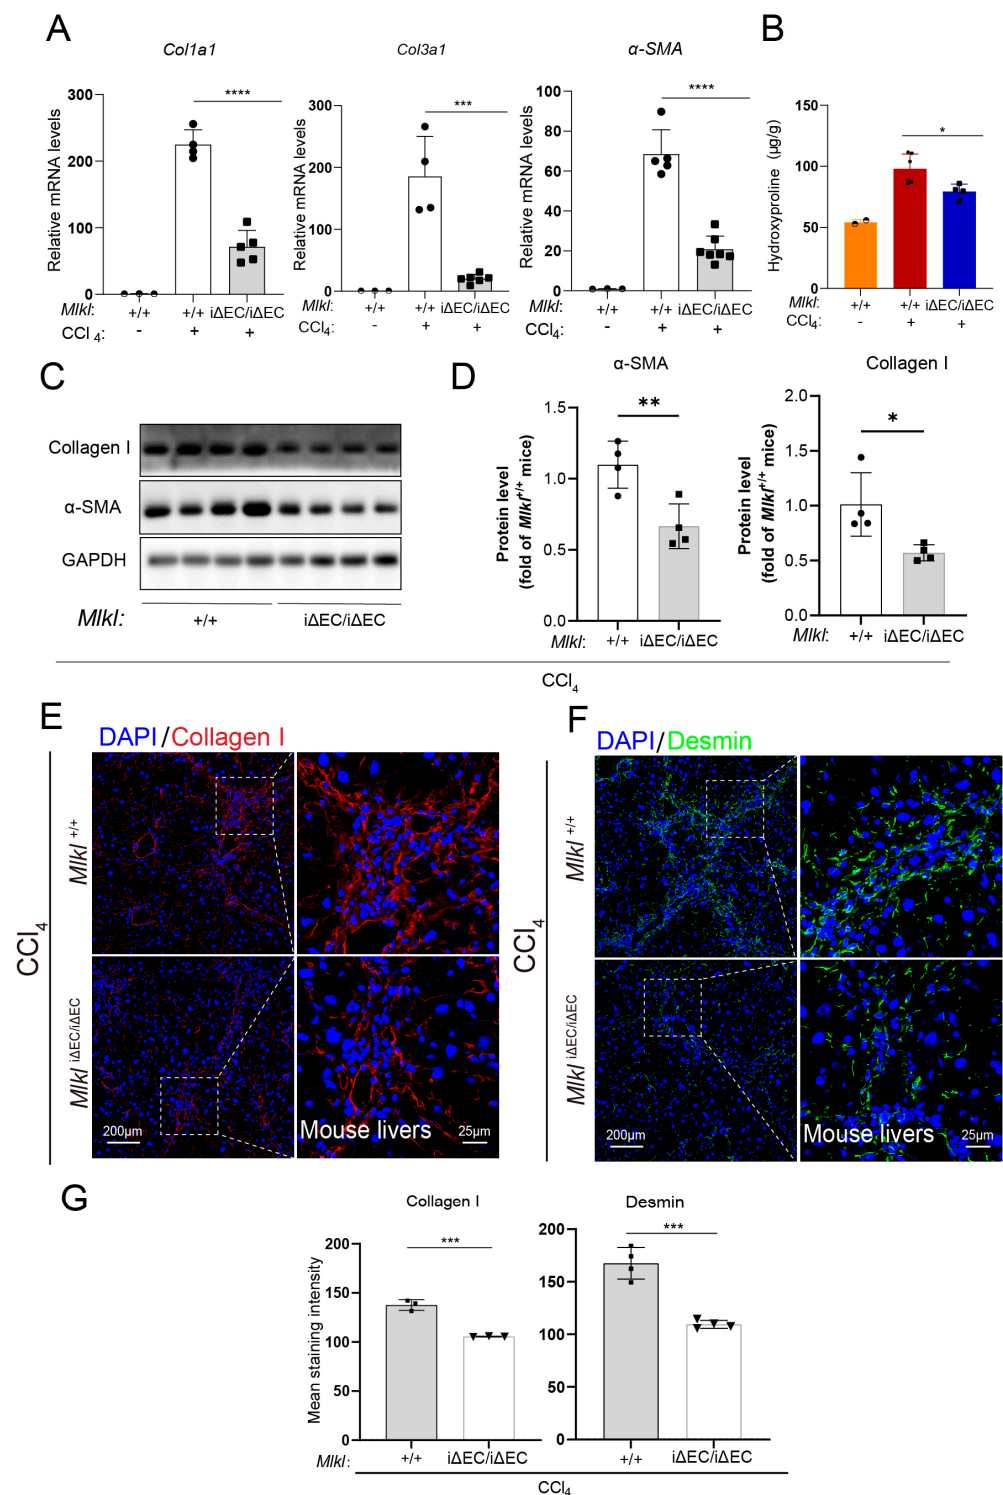 A
Col1a1
Relative mRNA levels
300
200
100
0
****
Mlkl: +/+ +/+ iΔEC/iΔEC
CCl4: - + +
Col3a1
Relative mRNA levels
300
200
100
0
***
+/+ +/+ iΔEC/iΔEC
- + +
α-SMA
Relative mRNA levels
100
80
60
40
20
0
****
+/+ +/+ iΔEC/iΔEC
- + +
B
Hydroxyproline (μg/g)
150
100
50
0
*
Mlkl: +/+ +/+ iΔEC/iΔEC
CCl4: - + +
C
Collagen I
α-SMA
GAPDH
Mlkl: +/+ iΔEC/iΔEC
D
α-SMA
Protein level
(fold of Mlkl+/+ mice)
1.5
1.0
0.5
0.0
**
Mlkl: +/+ iΔEC/iΔEC
Collagen I
Protein level
(fold of Mlkl+/+ mice)
2.0
1.5
1.0
0.5
0.0
*
Mlkl: +/+ iΔEC/iΔEC
CCl4
E
DAPI/Collagen I
CCl4
Mlkl +/+
Mlkl iΔEC/iΔEC
200μm
Mouse livers
25μm
F
DAPI/Desmin
CCl4
Mlkl +/+
Mlkl iΔEC/iΔEC
200μm
Mouse livers
25μm
G
Collagen I
Mean staining intensity
200
150
100
50
0
***
Mlkl: +/+ iΔEC/iΔEC
Desmin
200
150
100
50
0
***
+/+ iΔEC/iΔEC
CCl4